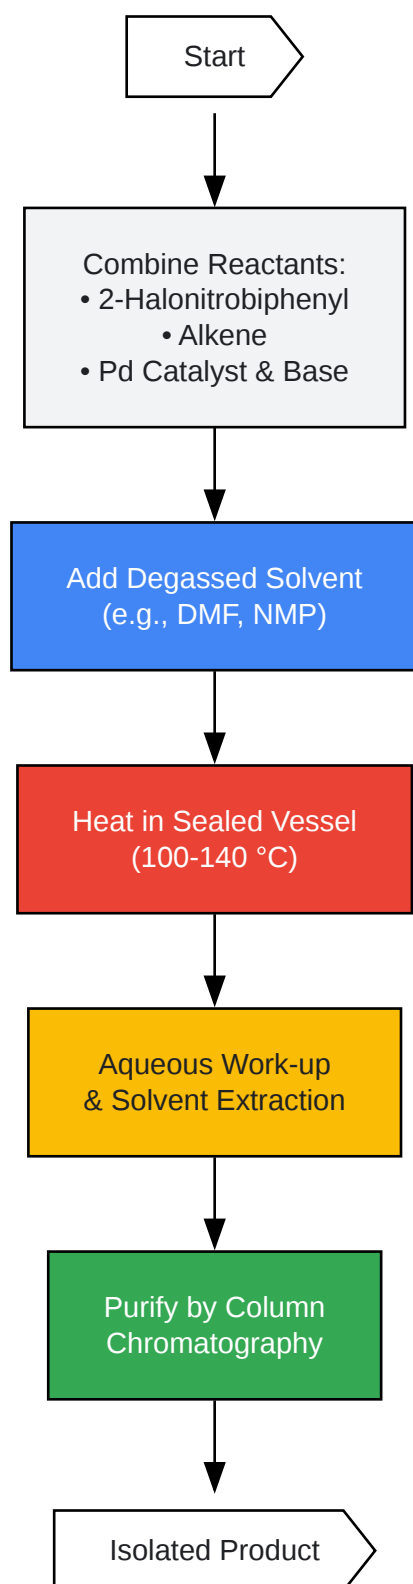 Start
Combine Reactants:
• 2-Halonitrobiphenyl
• Alkene
• Pd Catalyst & Base
Add Degassed Solvent
(e.g., DMF, NMP)
Heat in Sealed Vessel
(100-140 °C)
Aqueous Work-up
& Solvent Extraction
Purify by Column
Chromatography
Isolated Product